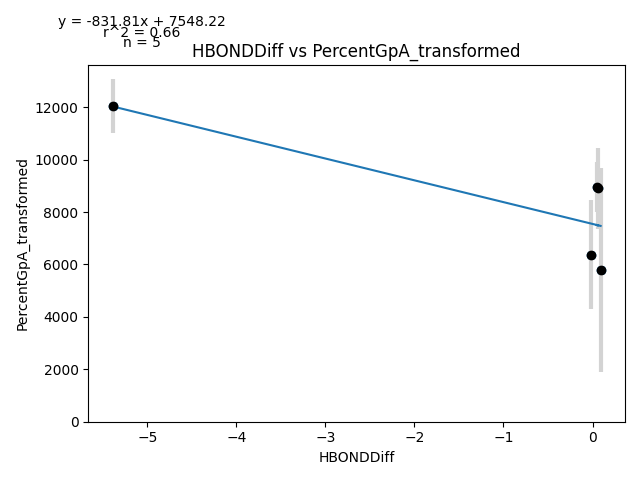 y = -831.81x + 7548.22
r^2 = 0.66
n = 5
HBONDDiff vs PercentGpA_transformed
PercentGpA_transformed
12000
10000
8000
6000
4000
2000
0
−5
−4
−3
−2
−1
0
HBONDDiff